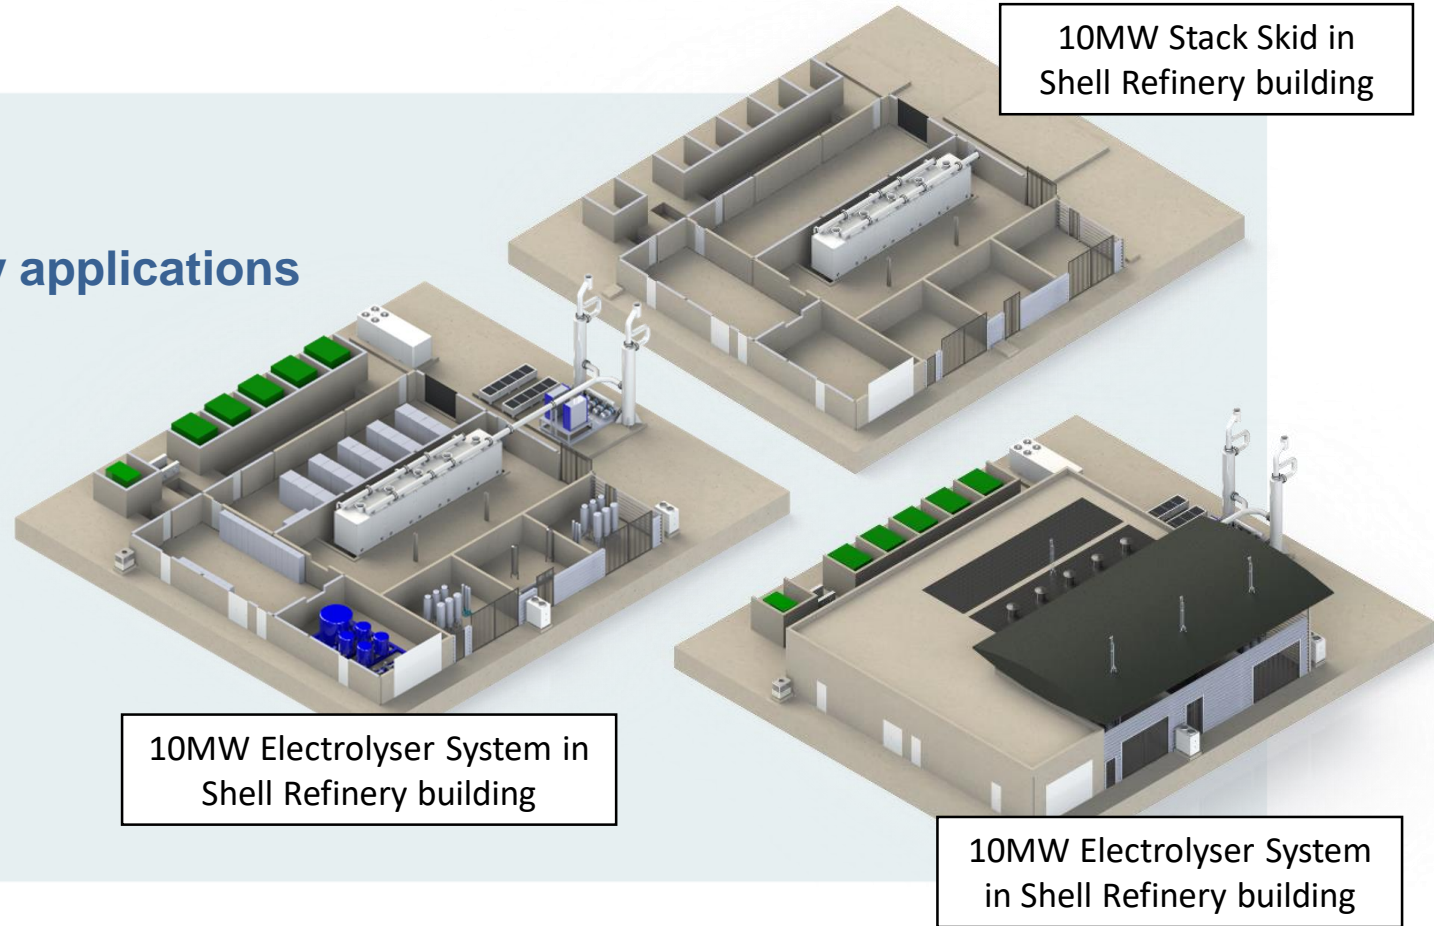 10MW Stack Skid in
Shell Refinery building
y applications
10MW Electrolyser System in
Shell Refinery building
10MW Electrolyser System
in Shell Refinery building